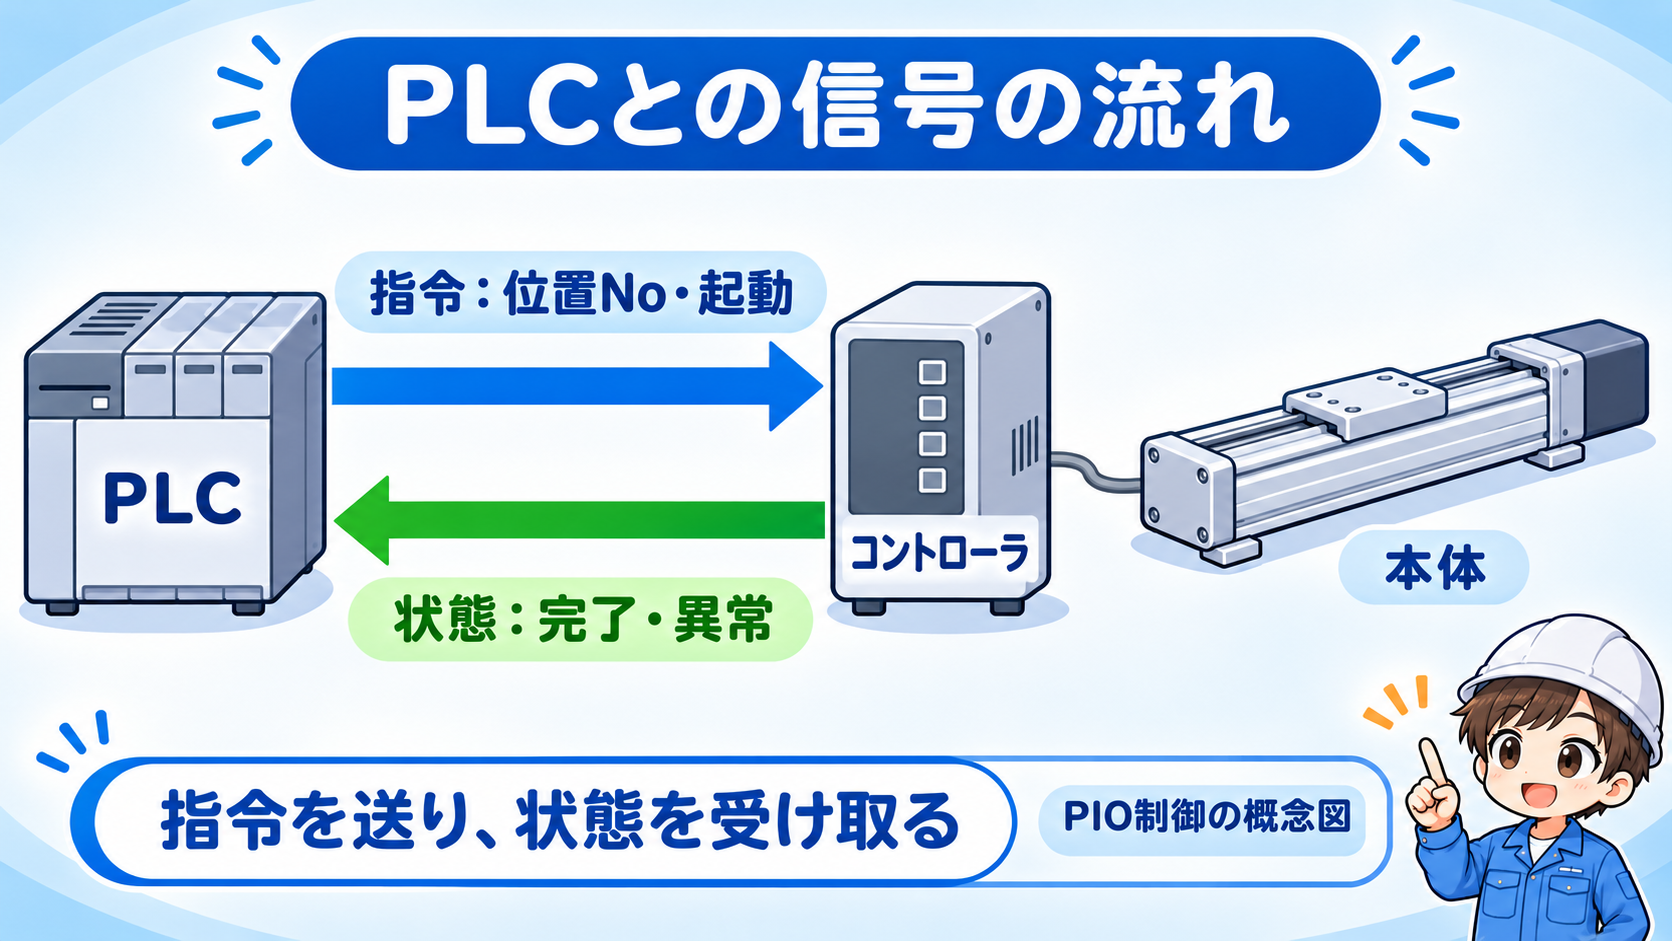 PLCとの信号の流れ
指令：位置No・起動
PLC
コントローラ
状態：完了・異常
本体
指令を送り、状態を受け取る
PIO制御の概念図